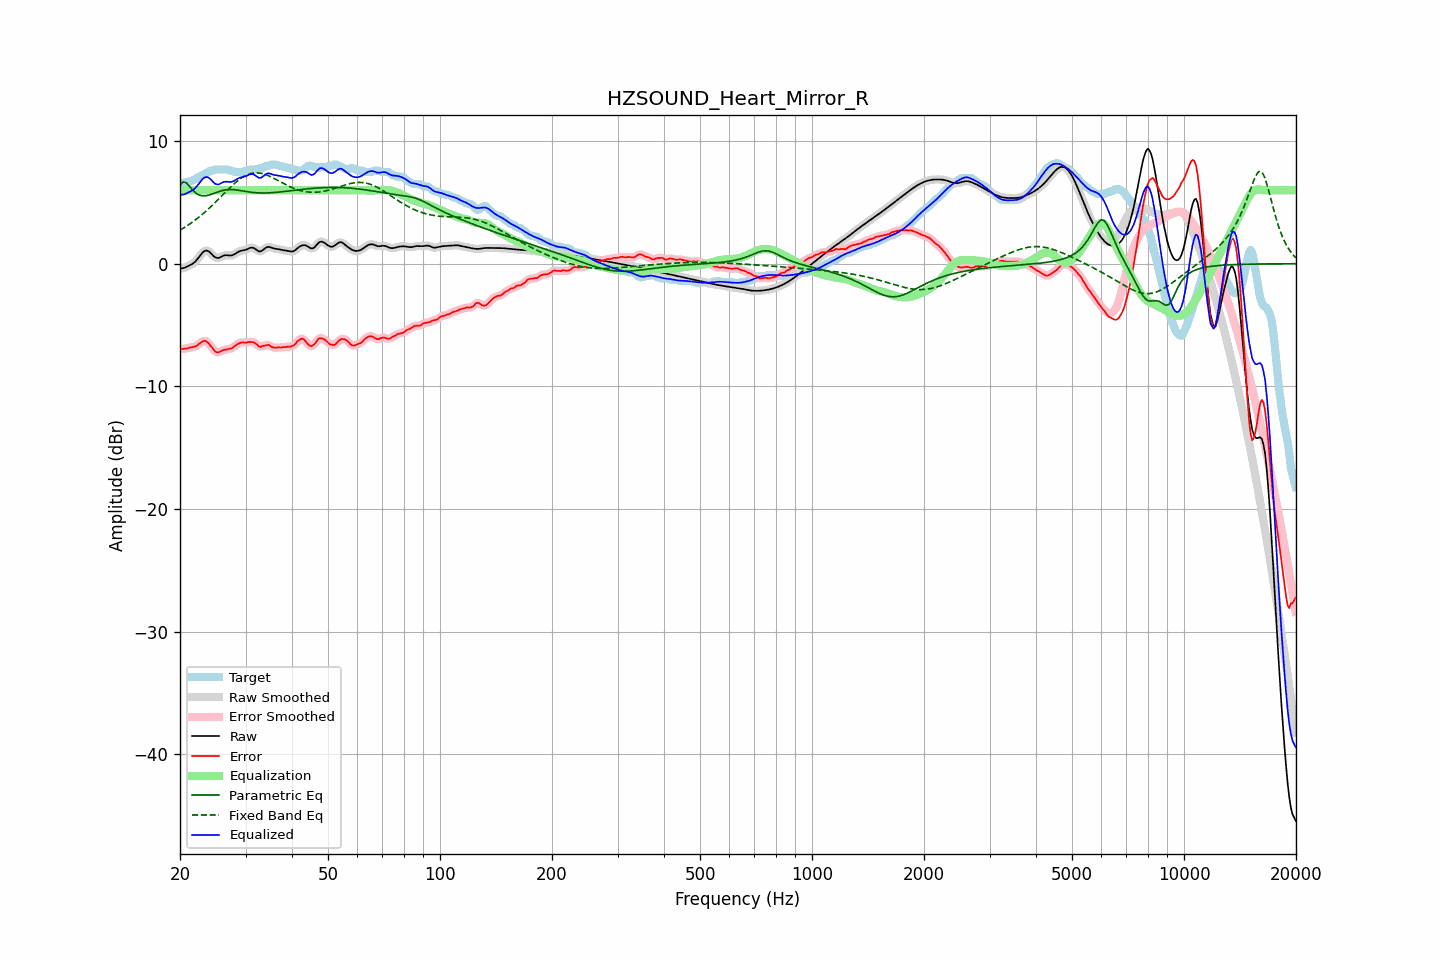 HZSOUND_Heart_Mirror_R
Amplitude (dBr)
10
0
−10
−20
−30
−40
Target
Raw Smoothed
Error Smoothed
Raw
Error
Equalization
Parametric Eq
Fixed Band Eq
Equalized
20 50 100 200 500 1000 2000 5000 10000 20000
Frequency (Hz)